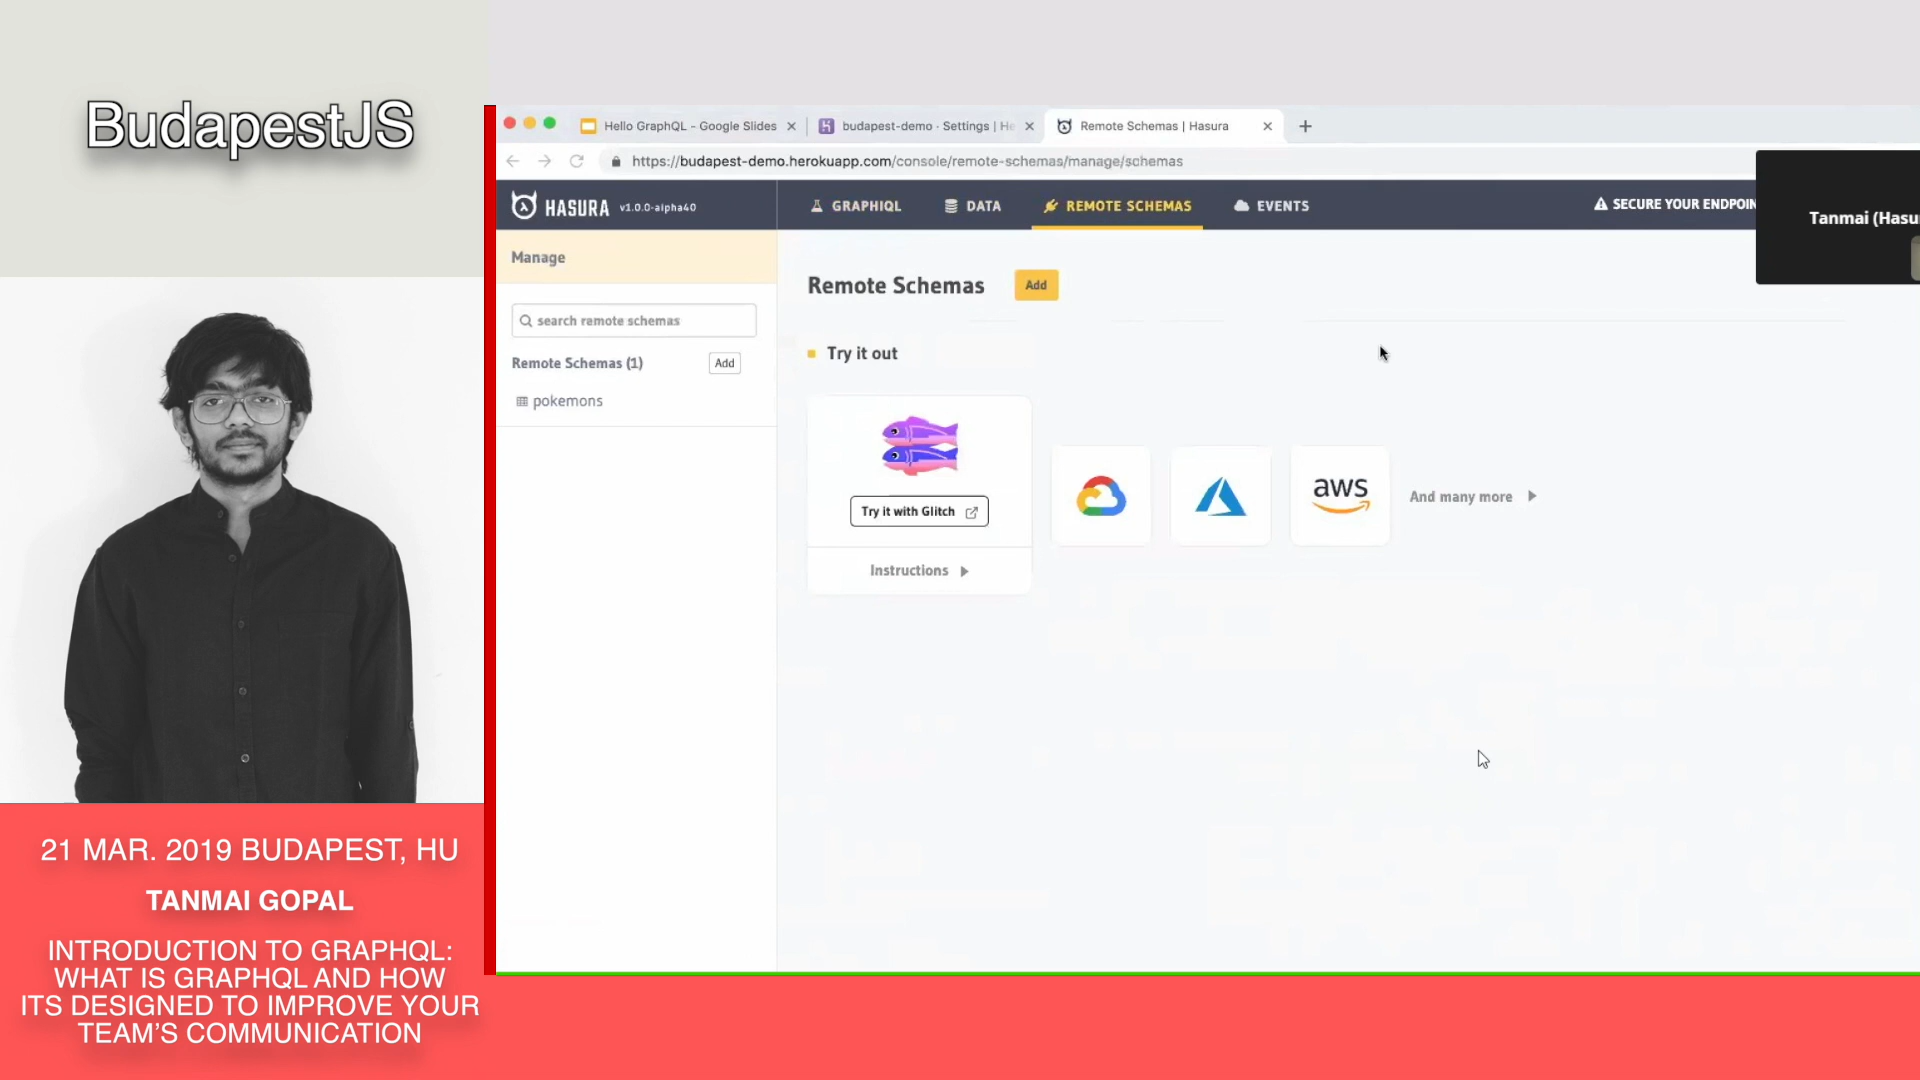 BudapestJS
Hello GraphQL - Google Slides
budapest-demo · Settings | He
Remote Schemas | Hasura
https://budapest-demo.herokuapp.com/console/remote-schemas/manage/schemas
HASURA v1.0.0-alpha40
GRAPHIQL
DATA
REMOTE SCHEMAS
EVENTS
SECURE YOUR ENDPOIN
Tanmai (Hasu
Manage
search remote schemas
Remote Schemas (1)
Add
pokemons
Remote Schemas
Add
Try it out
Try it with Glitch
Instructions
aws
And many more
21 MAR. 2019 BUDAPEST, HU
TANMAI GOPAL
INTRODUCTION TO GRAPHQL:
WHAT IS GRAPHQL AND HOW
ITS DESIGNED TO IMPROVE YOUR
TEAM'S COMMUNICATION